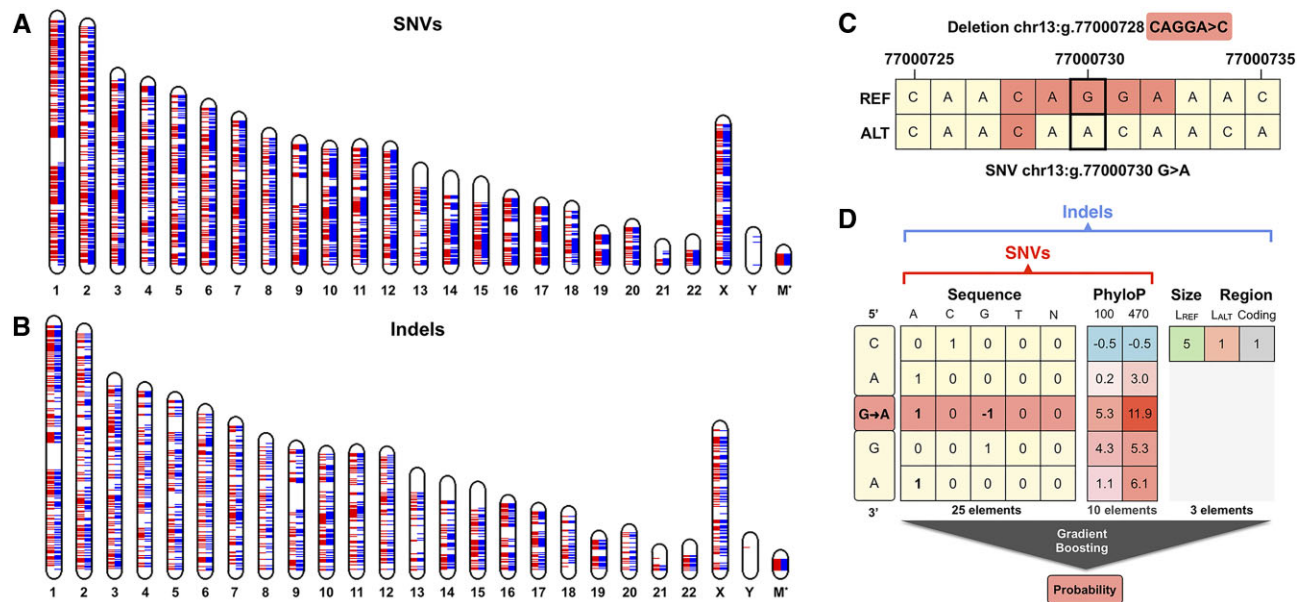 A
SNVs
1 2 3 4 5 6 7 8 9 10 11 12 13 14 15 16 17 18 19 20 21 22 X Y M*
B
Indels
1 2 3 4 5 6 7 8 9 10 11 12 13 14 15 16 17 18 19 20 21 22 X Y M*
C
Deletion chr13:g.77000728 CAGGA>C
77000725 77000730 77000735
REF C A A C A G G A A A C
ALT C A A C A A C A A C A
SNV chr13:g.77000730 G>A
D
Indels
SNVs
Sequence PhyloP Size Region
5' A C G T N 100 470 LREF LALT Coding
C 0 1 0 0 0 -0.5 -0.5 5 1 1
A 1 0 0 0 0 0.2 3.0
G→A 1 0 -1 0 0 5.3 11.9
G 0 0 1 0 0 4.3 5.3
A 1 0 0 0 0 1.1 6.1
3' 25 elements 10 elements 3 elements
Gradient
Boosting
Probability